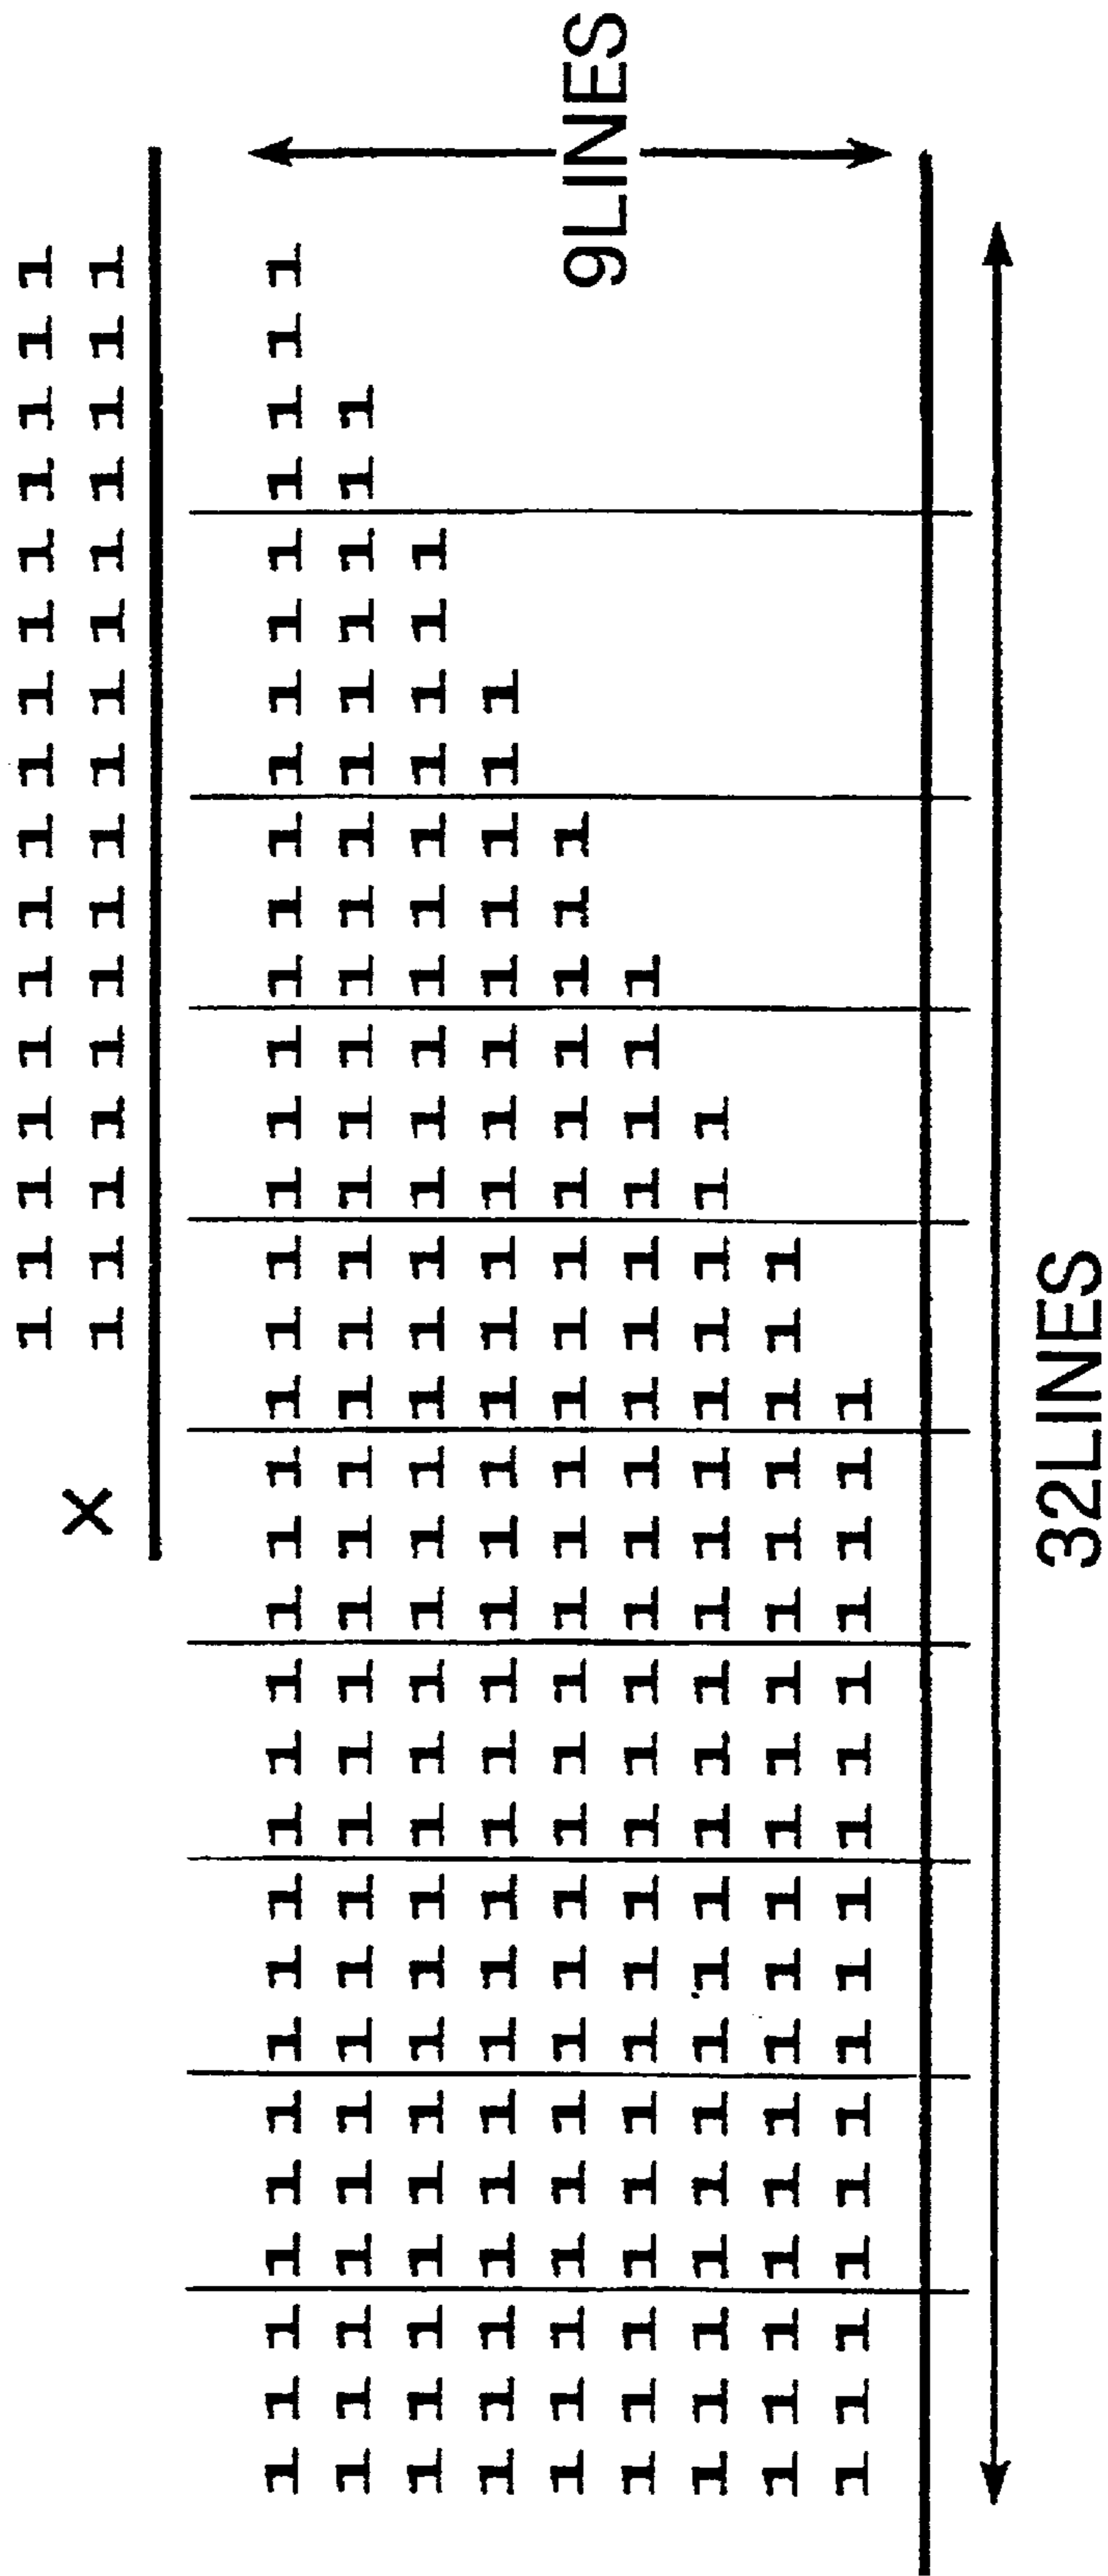 1 1 1 1 1 1 1 1 1 1 1 1 1 1 1 1
X 1 1 1 1 1 1 1 1 1 1 1 1 1 1 1 1
1 1 1 1 1 1 1 1 1 1 1 1 1 1 1 1 1 1 1 1 1 1 1 1 1 1 1 1 1 1 1 1
1 1 1 1 1 1 1 1 1 1 1 1 1 1 1 1 1 1 1 1 1 1 1 1 1 1 1 1 1 1
1 1 1 1 1 1 1 1 1 1 1 1 1 1 1 1 1 1 1 1 1 1 1 1 1 1 1 1
1 1 1 1 1 1 1 1 1 1 1 1 1 1 1 1 1 1 1 1 1 1 1 1 1 1
1 1 1 1 1 1 1 1 1 1 1 1 1 1 1 1 1 1 1 1 1 1 1 1
1 1 1 1 1 1 1 1 1 1 1 1 1 1 1 1 1 1 1 1 1 1
1 1 1 1 1 1 1 1 1 1 1 1 1 1 1 1 1 1 1 1
1 1 1 1 1 1 1 1 1 1 1 1 1 1 1 1 1 1
1 1 1 1 1 1 1 1 1 1 1 1 1 1 1 1
9LINES
32LINES